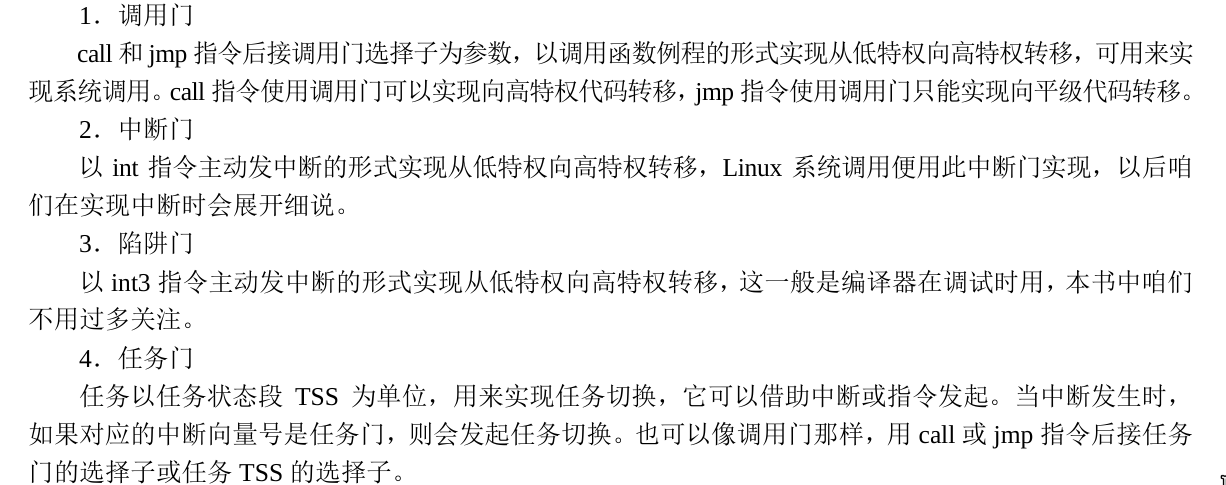 1．调用门
call 和 jmp 指令后接调用门选择子为参数，以调用函数例程的形式实现从低特权向高特权转移，可用来实
现系统调用。call 指令使用调用门可以实现向高特权代码转移，jmp 指令使用调用门只能实现向平级代码转移。
2．中断门
以 int 指令主动发中断的形式实现从低特权向高特权转移，Linux 系统调用便用此中断门实现，以后咱
们在实现中断时会展开细说。
3．陷阱门
以 int3 指令主动发中断的形式实现从低特权向高特权转移，这一般是编译器在调试时用，本书中咱们
不用过多关注。
4．任务门
任务以任务状态段 TSS 为单位，用来实现任务切换，它可以借助中断或指令发起。当中断发生时，
如果对应的中断向量号是任务门，则会发起任务切换。也可以像调用门那样，用 call 或 jmp 指令后接任务
门的选择子或任务 TSS 的选择子。